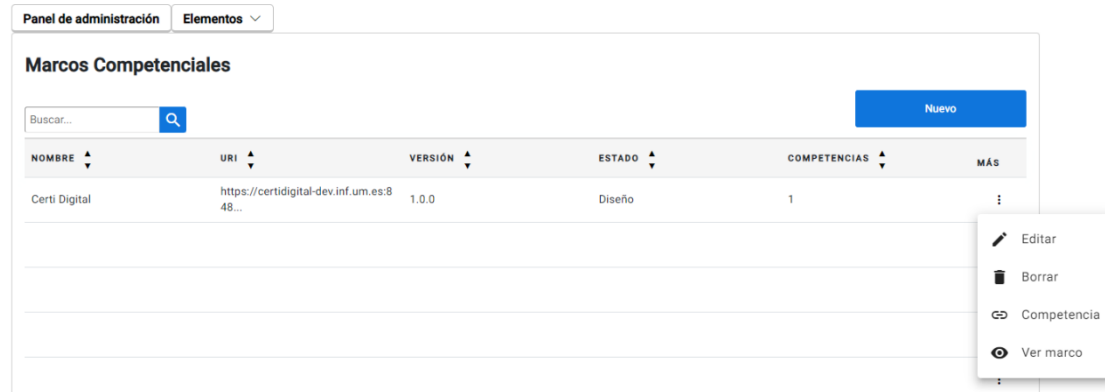 Panel de administración
Elementos
Marcos Competenciales
Buscar...
Nuevo
NOMBRE URI VERSIÓN ESTADO COMPETENCIAS MÁS
Certi Digital https://certidigital-dev.inf.um.es:8 1.0.0 Diseño 1
48...
Editar
Borrar
Competencia
Ver marco